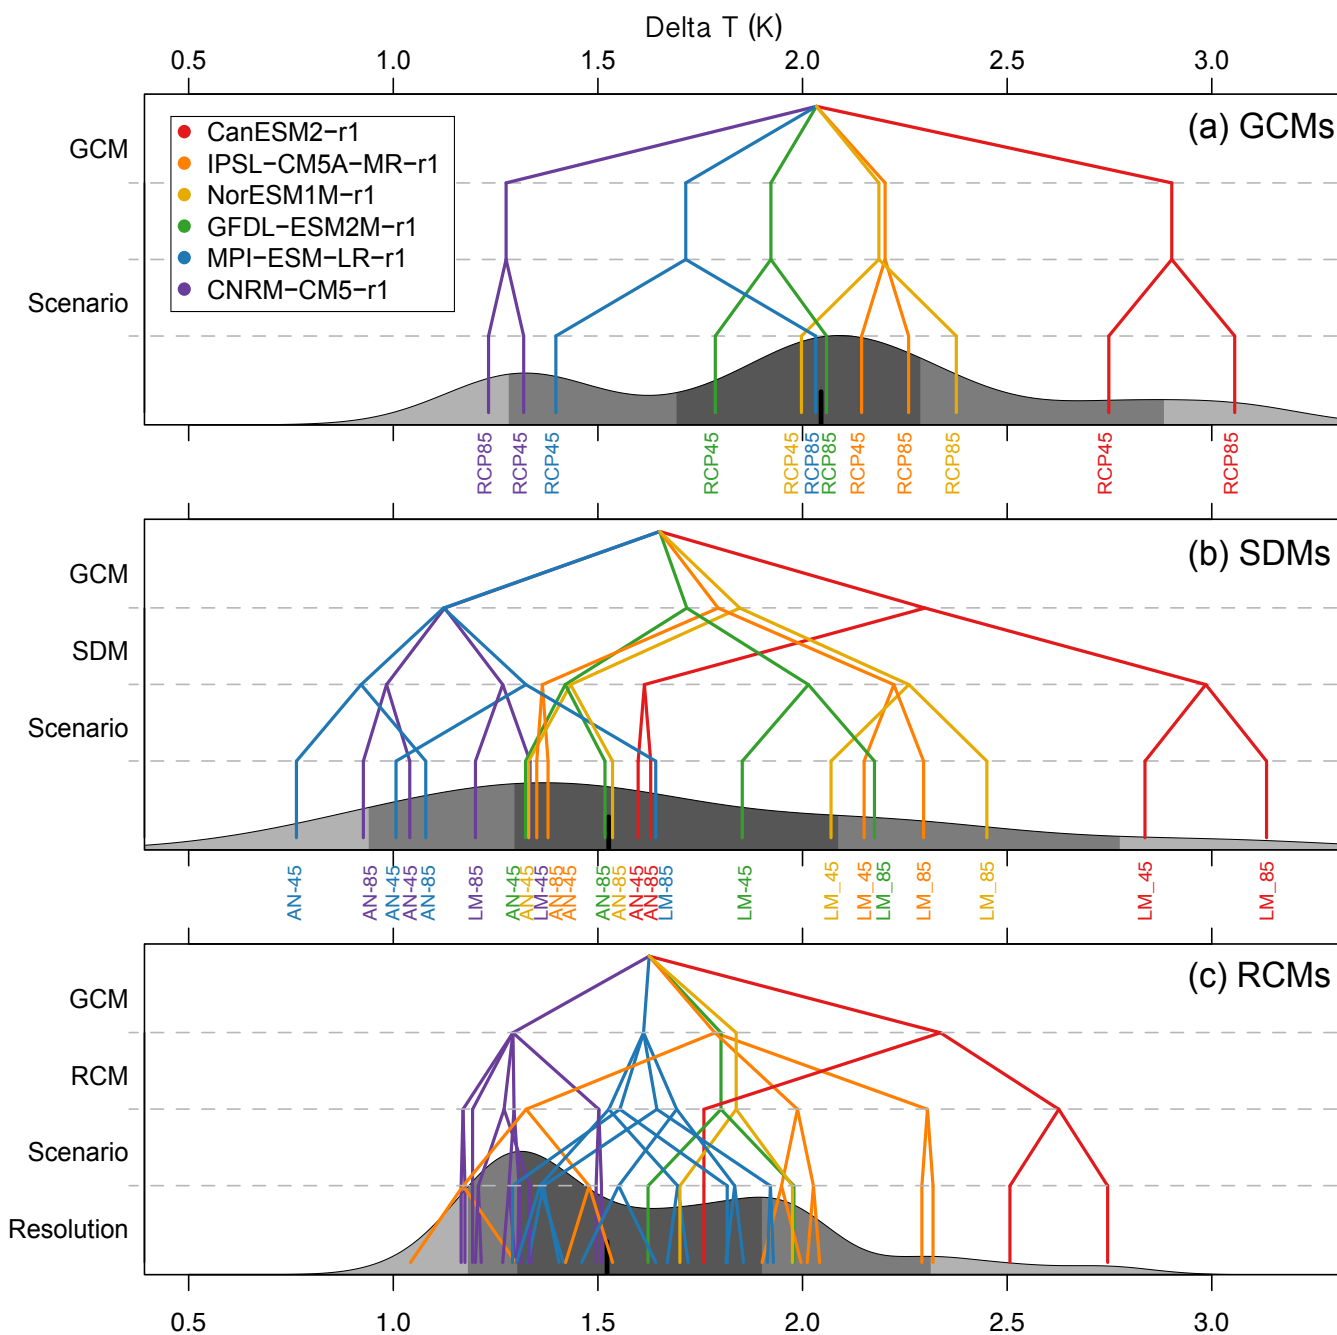 Delta T (K)
0.5 1.0 1.5 2.0 2.5 3.0
(a) GCMs
GCM
Scenario
CanESM2−r1
IPSL−CM5A−MR−r1
NorESM1M−r1
GFDL−ESM2M−r1
MPI−ESM−LR−r1
CNRM−CM5−r1
RCP85 RCP45 RCP45 RCP45 RCP45 RCP85 RCP85 RCP45 RCP85 RCP85 RCP45 RCP85
(b) SDMs
GCM
SDM
Scenario
AN-45 AN-85 AN-45 AN-45 AN-85 LM-85 AN-45 AN-45 LM-45 AN-85 AN-45 AN-85 AN-85 AN-45 AN-85 LM-85 LM-45 LM_45 LM_45 LM_85 LM_85 LM_85 LM_45 LM_85
(c) RCMs
GCM
RCM
Scenario
Resolution
0.5 1.0 1.5 2.0 2.5 3.0